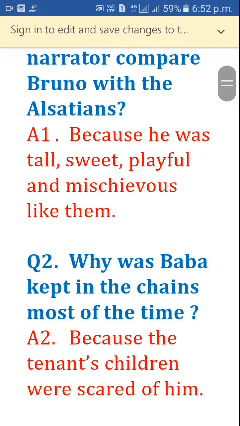 59% 6:52 p.m.
Sign in to edit and save changes to t...
narrator compare
Bruno with the
Alsatians?
A1. Because he was
tall, sweet, playful
and mischievous
like them.
Q2. Why was Baba
kept in the chains
most of the time ?
A2. Because the
tenant's children
were scared of him.